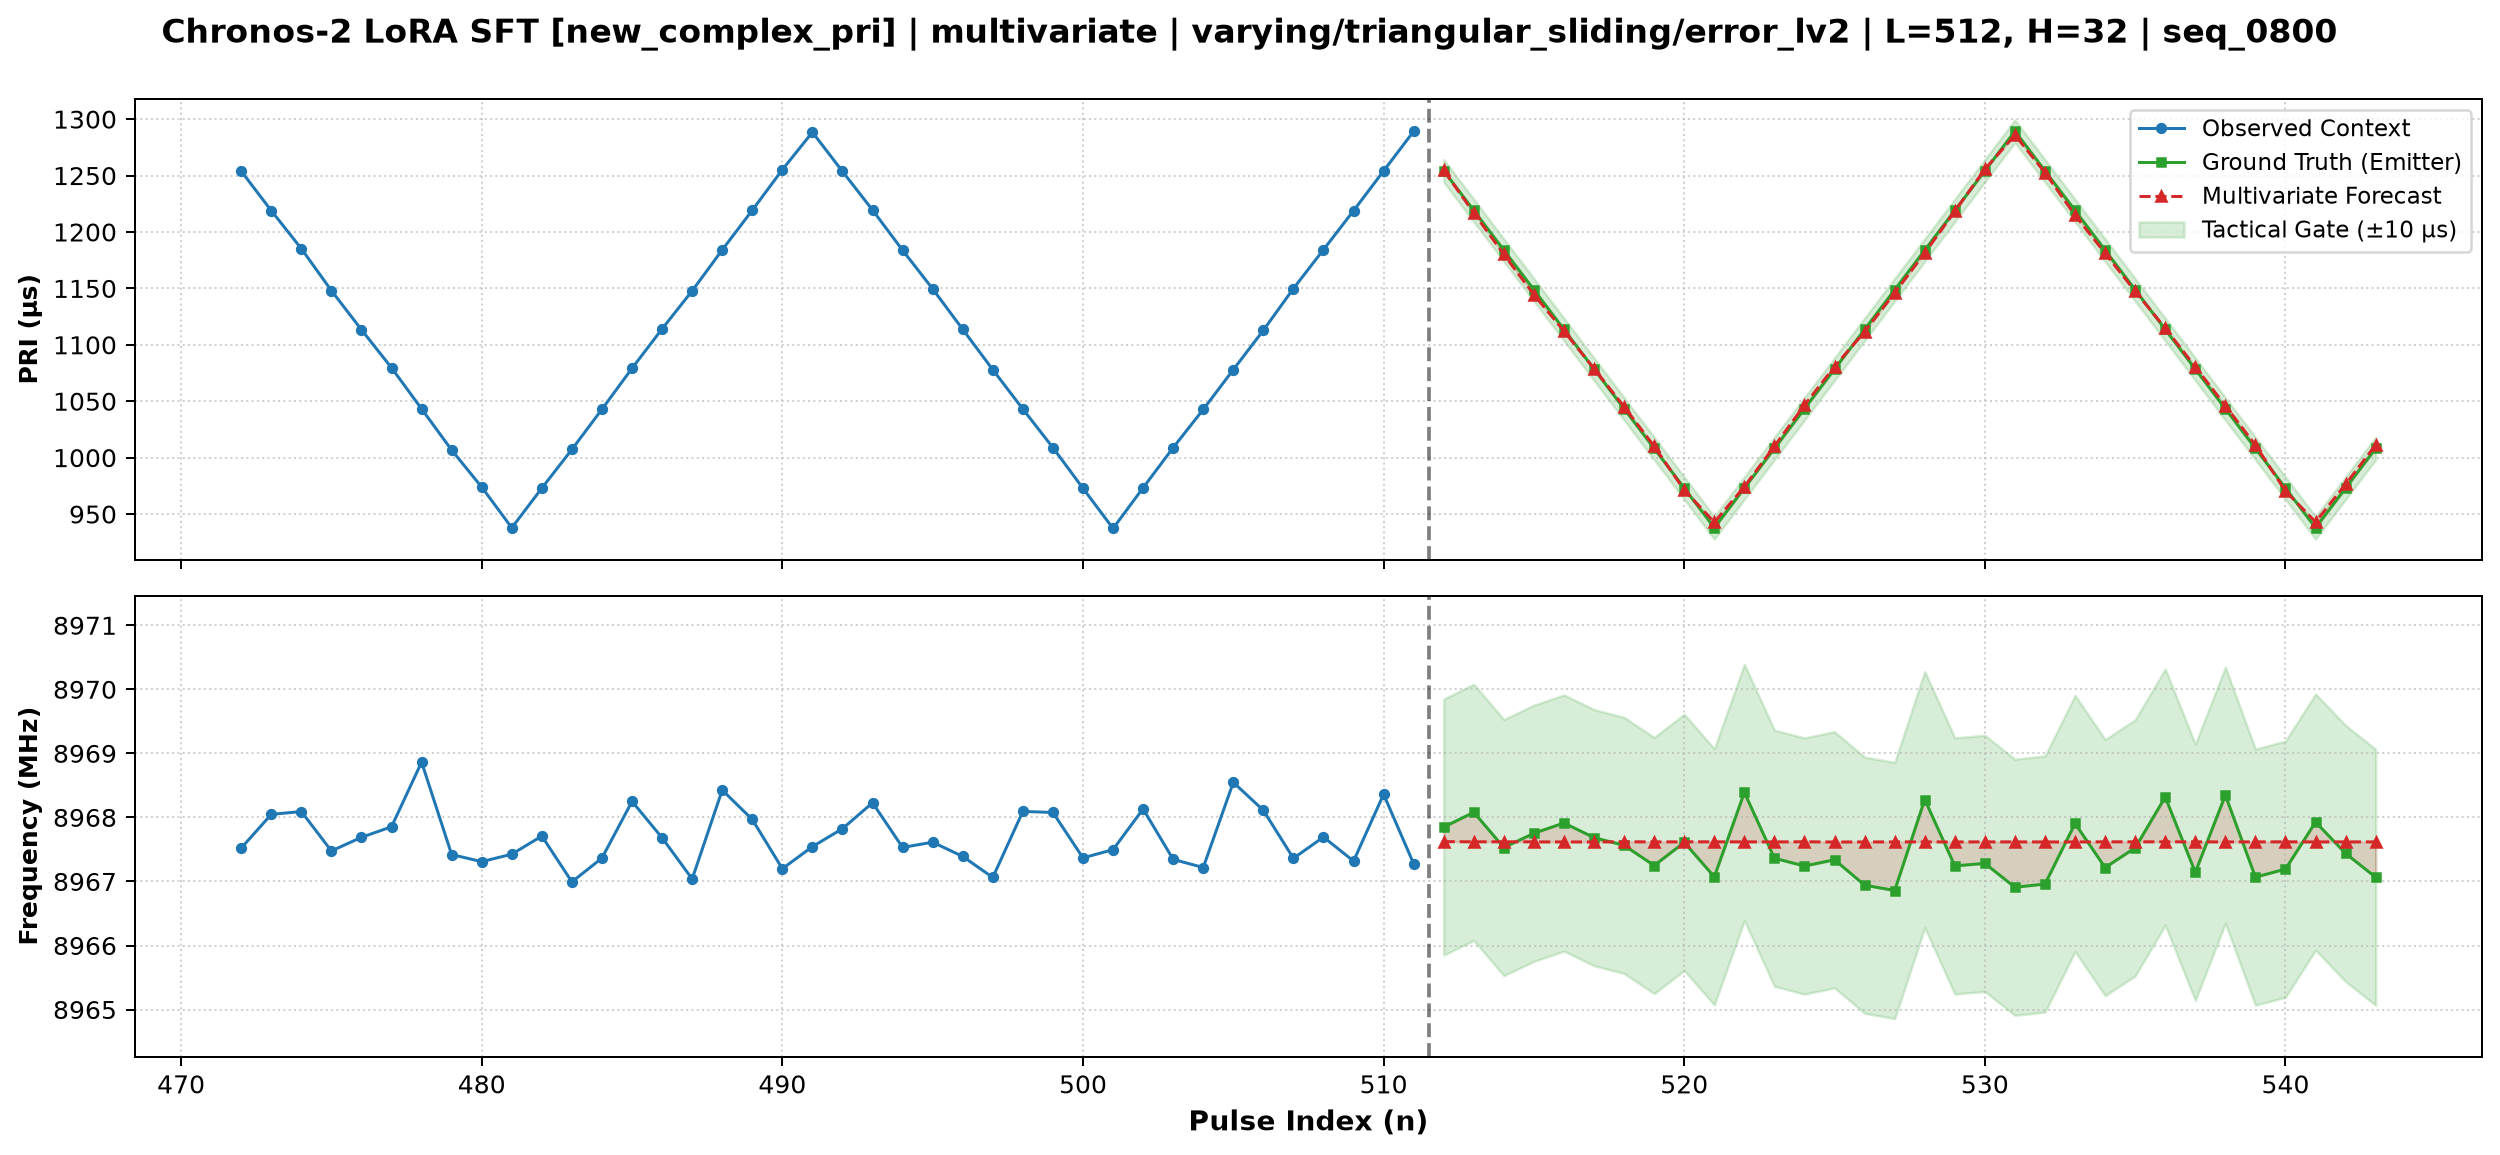 Chronos-2 LoRA SFT [new_complex_pri] | multivariate | varying/triangular_sliding/error_lv2 | L=512, H=32 | seq_0800
PRI (µs)
1300
1250
1200
1150
1100
1050
1000
950
Observed Context
Ground Truth (Emitter)
Multivariate Forecast
Tactical Gate (±10 µs)
Frequency (MHz)
8971
8970
8969
8968
8967
8966
8965
470 480 490 500 510 520 530 540
Pulse Index (n)